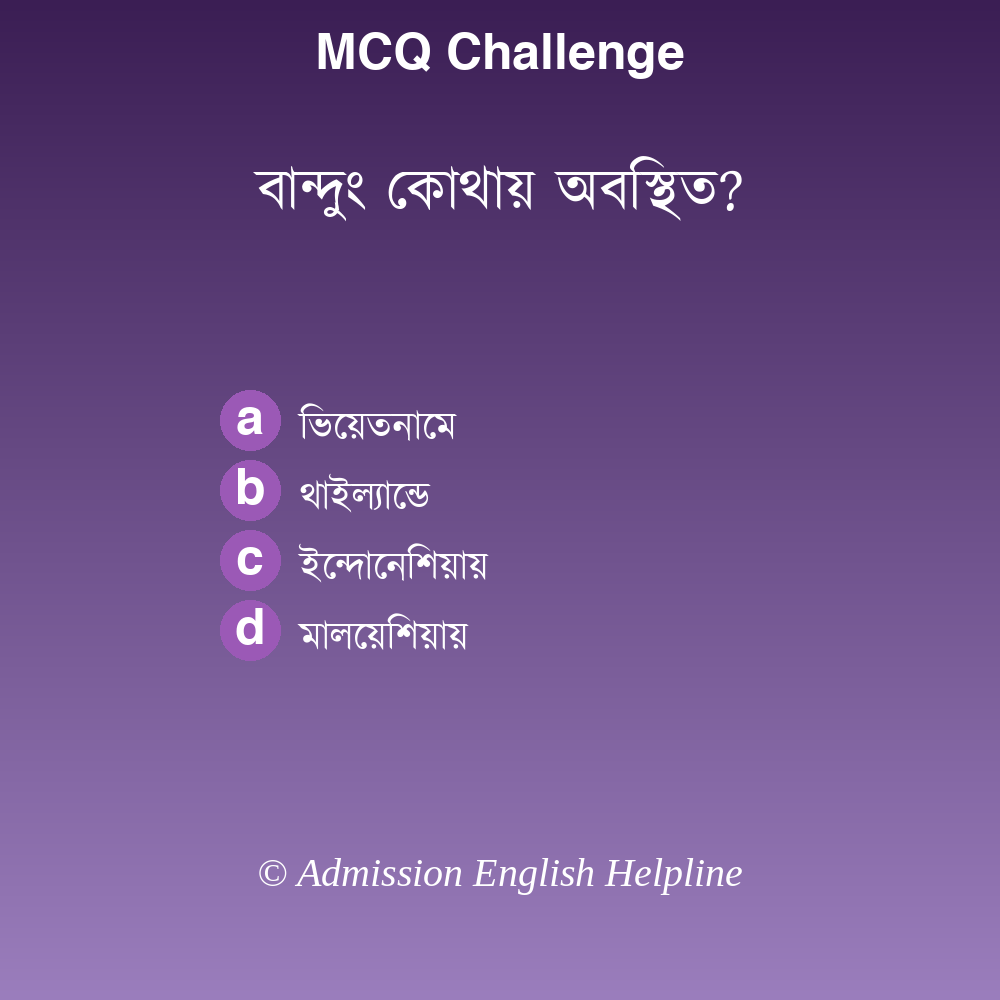 MCQ Challenge
বান্দুং কোথায় অবস্থিত?
a ভিয়েতনামে
b থাইল্যান্ডে
c ইন্দোনেশিয়ায়
d মালয়েশিয়ায়
© Admission English Helpline